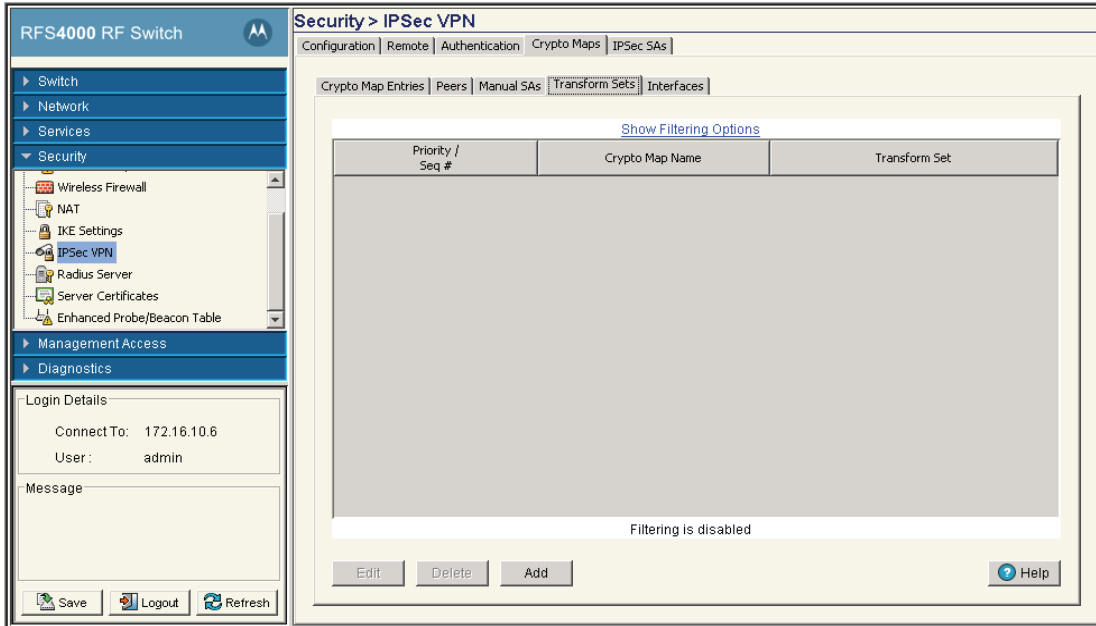 RFS4000 RF Switch
Switch
Network
Services
Security
Wireless Firewall
NAT
IKE Settings
IPSec VPN
Radius Server
Server Certificates
Enhanced Probe/Beacon Table
Management Access
Diagnostics
Login Details
Connect To: 172.16.10.6
User : admin
Message
Save Logout Refresh
Security > IPSec VPN
Configuration Remote Authentication Crypto Maps IPSec SAs
Crypto Map Entries Peers Manual SAs Transform Sets Interfaces
Show Filtering Options
Priority /
Seq # Crypto Map Name Transform Set
Filtering is disabled
Edit Delete Add Help